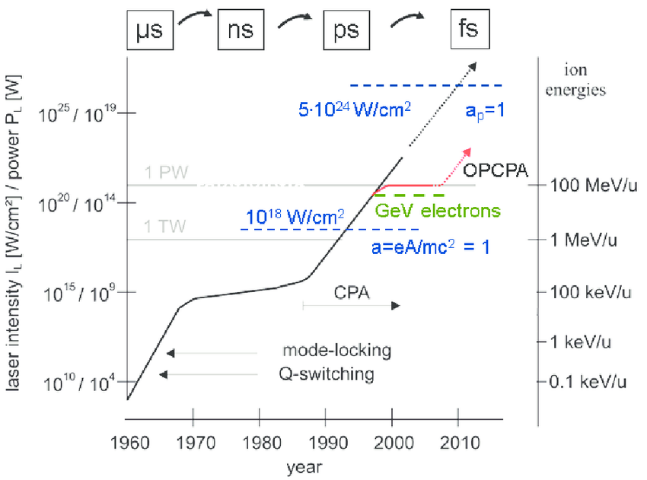 μs
ns
ps
fs
ion
energies
laser intensity I_L [W/cm²] / power P_L [W]
10²⁵ / 10¹⁹
5·10²⁴ W/cm²
aₚ=1
1 PW
OPCPA
100 MeV/u
10²⁰ / 10¹⁴
GeV electrons
10¹⁸ W/cm²
1 TW
a=eA/mc² = 1
1 MeV/u
10¹⁵ / 10⁹
CPA
100 keV/u
mode-locking
1 keV/u
Q-switching
10¹⁰ / 10⁴
0.1 keV/u
1960
1970
1980
1990
2000
2010
year